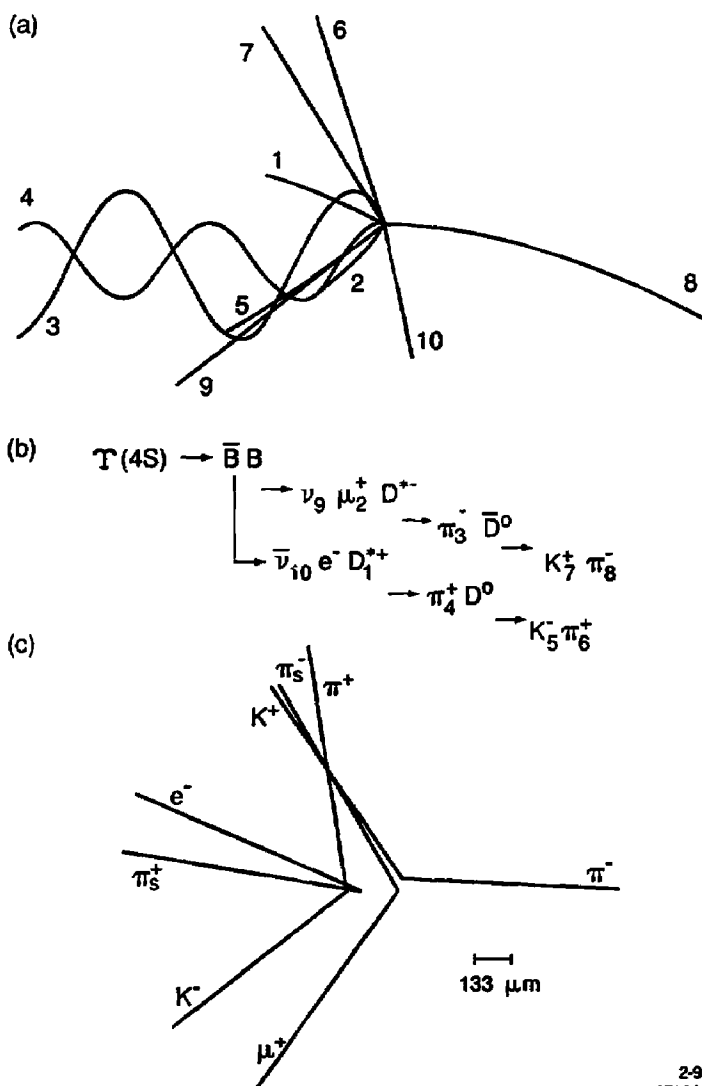 (a)
6
7
1
4
3
5
2
9
8
10
(b)
ϒ(4S) → B̅ B
→ ν₉ μ₂⁺ D*⁻
→ π₃⁻ D̅⁰
→ K₇⁺ π₈⁻
→ ν̅₁₀ e⁻ D₁*⁺
→ π₄⁺ D⁰
→ K₅⁻ π₆⁺
(c)
πₛ⁻
π⁺
K⁺
e⁻
πₛ⁺
π⁻
K⁻
133 μm
μ⁺
2-9